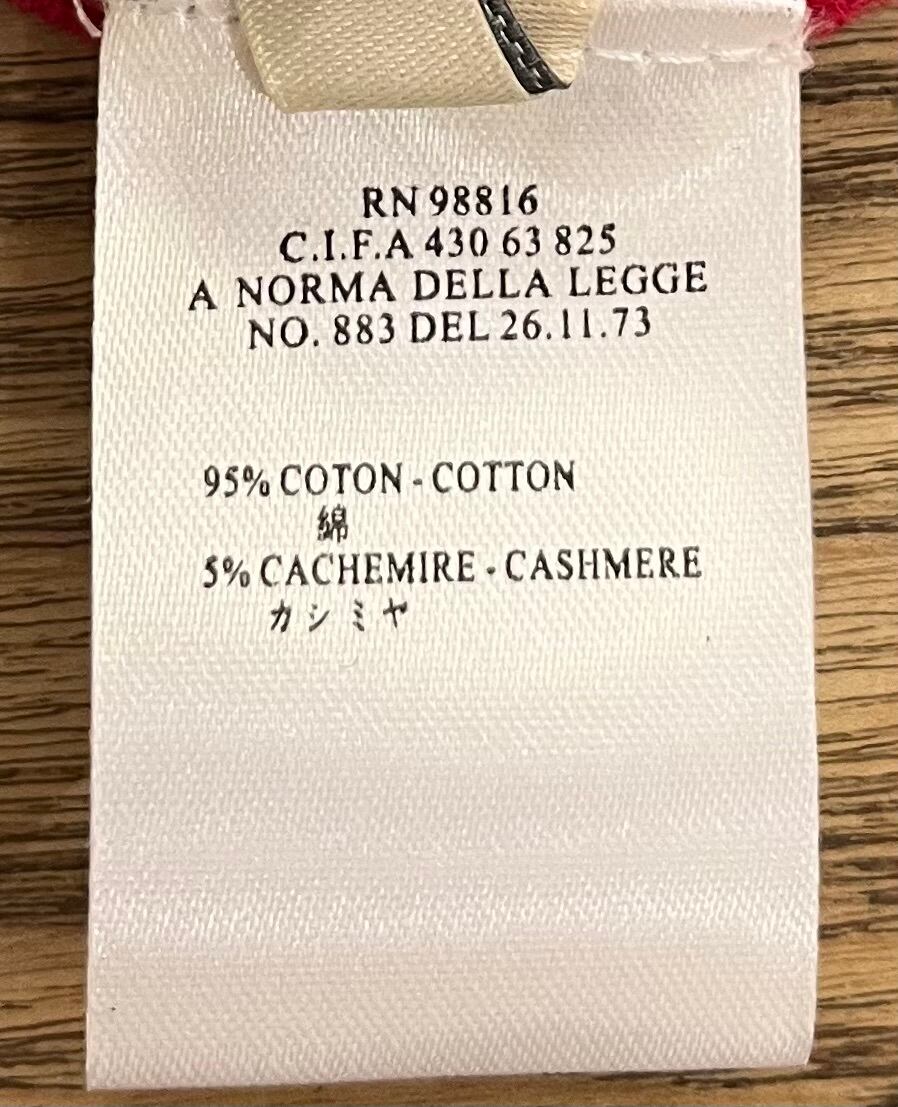 RN 98816
C.I.F.A 430 63 825
A NORMA DELLA LEGGE
NO. 883 DEL 26.11.73
95% COTON - COTTON
綿
5% CACHEMIRE - CASHMERE
カシミヤ